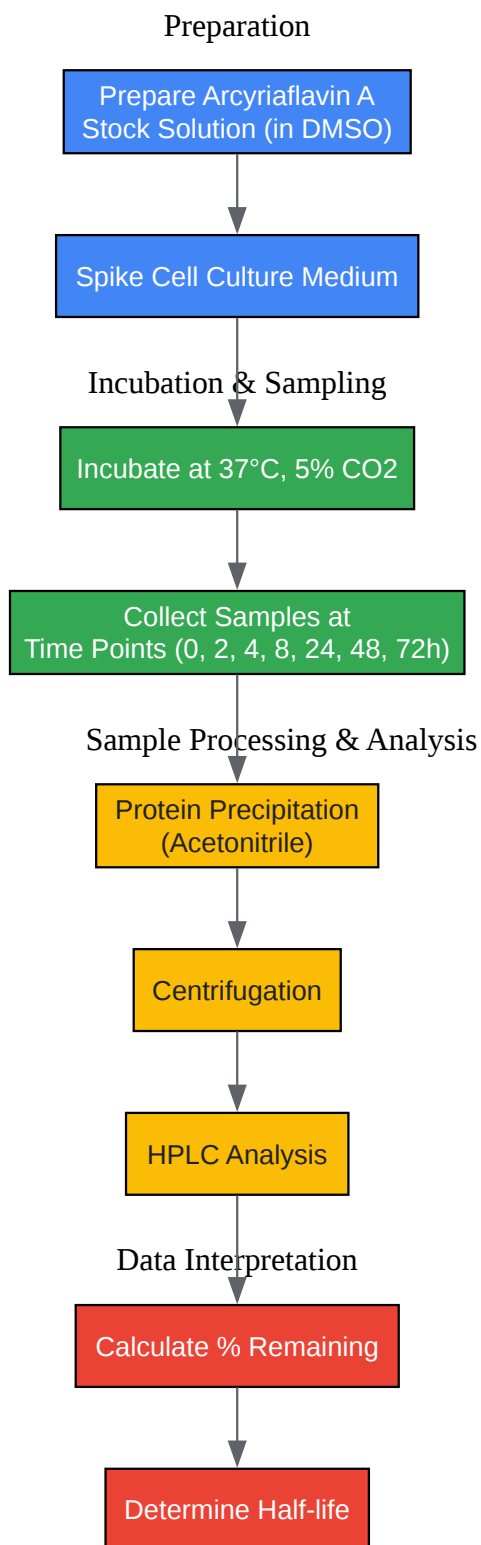 Preparation
Prepare Arcyriaflavin A
Stock Solution (in DMSO)
Spike Cell Culture Medium
Incubation & Sampling
Incubate at 37°C, 5% CO2
Collect Samples at
Time Points (0, 2, 4, 8, 24, 48, 72h)
Sample Processing & Analysis
Protein Precipitation
(Acetonitrile)
Centrifugation
HPLC Analysis
Data Interpretation
Calculate % Remaining
Determine Half-life